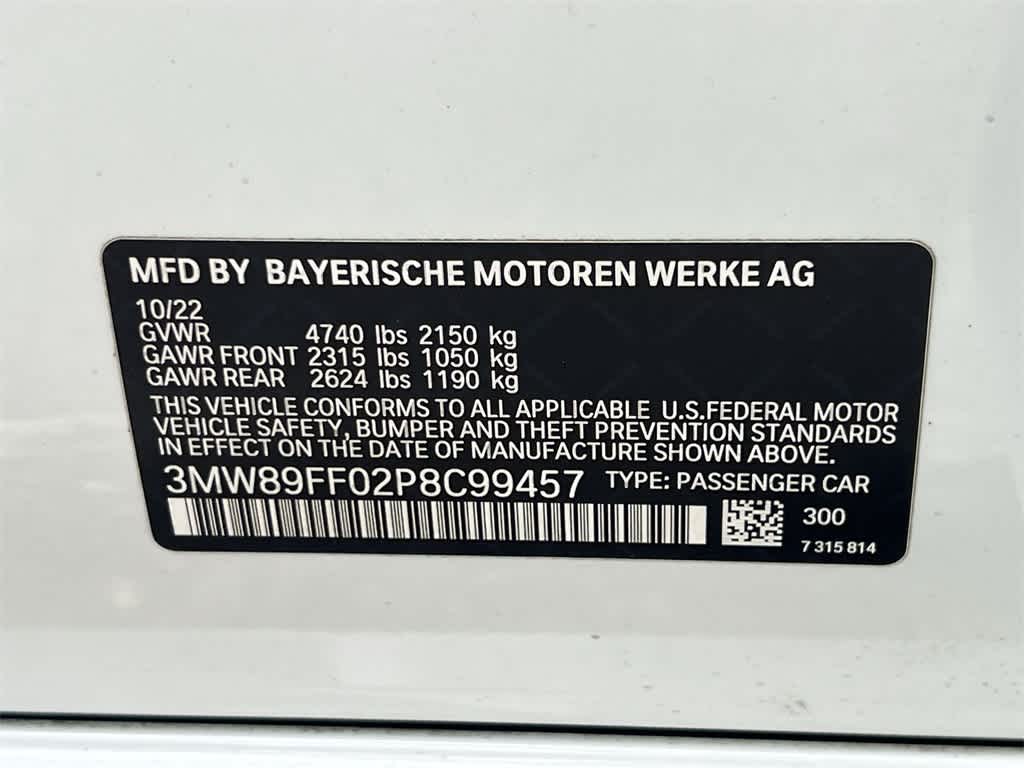 MFD BY BAYERISCHE MOTOREN WERKE AG
10/22
GVWR 4740 lbs 2150 kg
GAWR FRONT 2315 lbs 1050 kg
GAWR REAR 2624 lbs 1190 kg
THIS VEHICLE CONFORMS TO ALL APPLICABLE U.S.FEDERAL MOTOR
VEHICLE SAFETY, BUMPER AND THEFT PREVENTION STANDARDS
IN EFFECT ON THE DATE OF MANUFACTURE SHOWN ABOVE.
3MW89FF02P8C99457 TYPE: PASSENGER CAR
300
7 315 814